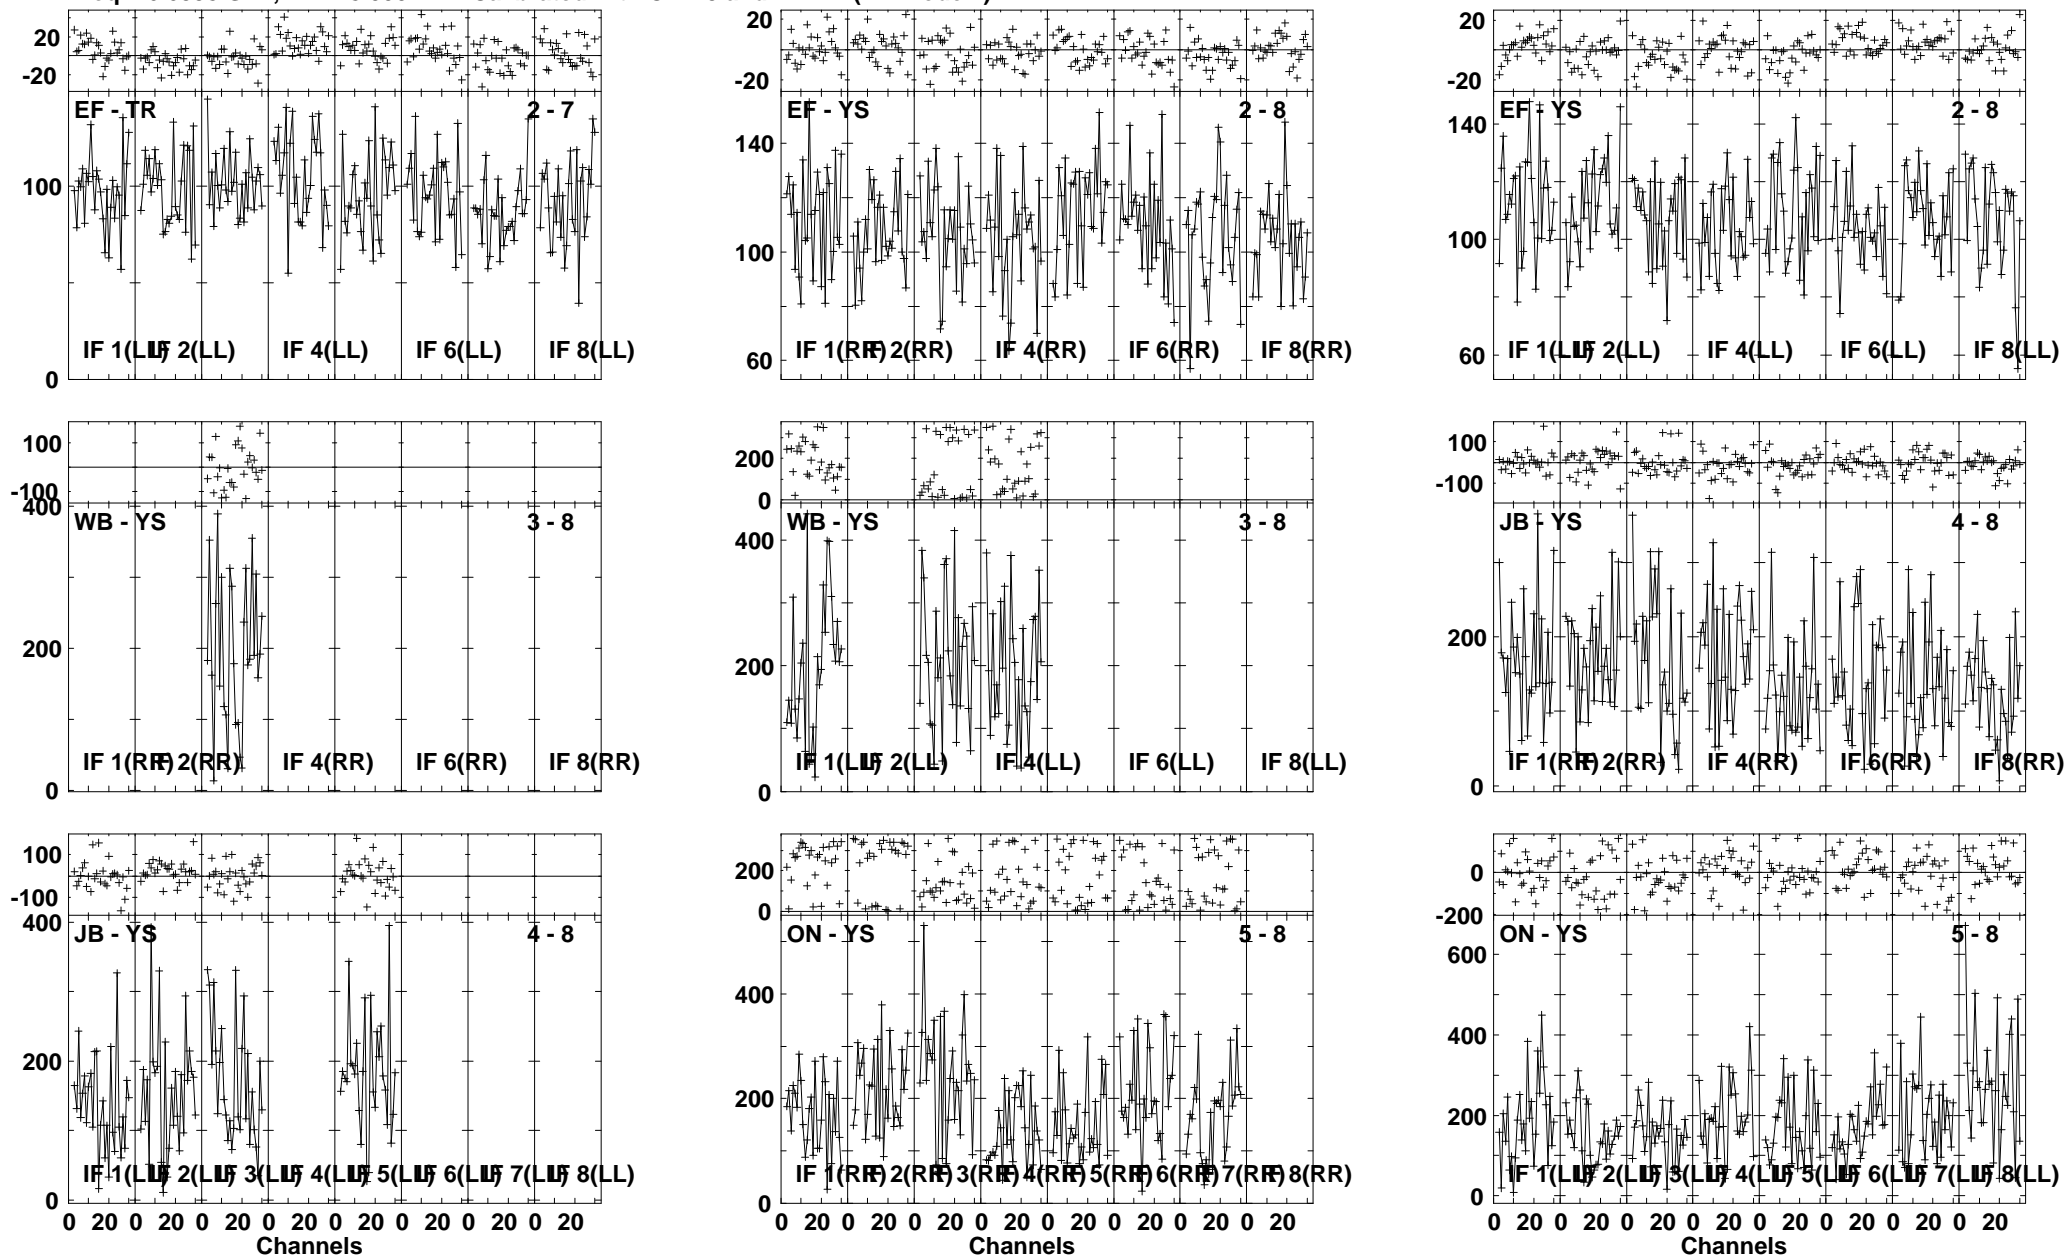 20 20 20
-20 -20 -20
EF - TR 2 - 7 EF - YS 2 - 8 EF - YS 2 - 8
140 140
100 100 100
IF 1(LL) IF 2(LL) IF 4(LL) IF 6(LL) IF 8(LL) IF 1(RR) IF 2(RR) IF 4(RR) IF 6(RR) IF 8(RR) IF 1(LL) IF 2(LL) IF 4(LL) IF 6(LL) IF 8(LL)
60 60
0
100 200 100
-100 0 -100
400
WB - YS 3 - 8 WB - YS 3 - 8 JB - YS 4 - 8
400
200 200 200
IF 1(RR) IF 2(RR) IF 4(RR) IF 6(RR) IF 8(RR) IF 1(LL) IF 2(LL) IF 4(LL) IF 6(LL) IF 8(LL) IF 1(RR) IF 2(RR) IF 4(RR) IF 6(RR) IF 8(RR)
0 0 0
100 200 0
-100 0 -200
400
JB - YS 4 - 8 ON - YS 5 - 8 ON - YS 5 - 8
400 600
400
200 200 200
IF 1(LL) IF 2(LL) IF 3(LL) IF 4(LL) IF 5(LL) IF 6(LL) IF 7(LL) IF 8(LL) IF 1(RR) IF 2(RR) IF 3(RR) IF 4(RR) IF 5(RR) IF 6(RR) IF 7(RR) IF 8(RR) IF 1(LL) IF 2(LL) IF 3(LL) IF 4(LL) IF 5(LL) IF 6(LL) IF 7(LL) IF 8(LL)
0 0 0
0 20 0 20 0 20 0 20 0 20 0 20 0 20 0 20 0 20 0 20 0 20 0 20 0 20 0 20 0 20 0 20 0 20 0 20 0 20 0 20 0 20 0 20 0 20 0 20
Channels Channels Channels